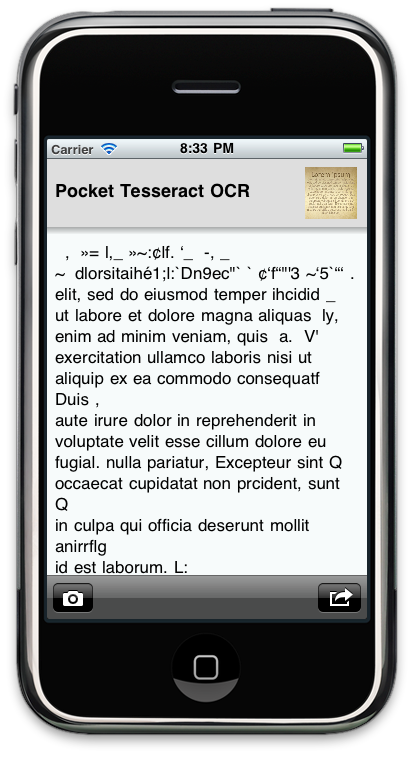 Carrier 8:33 PM
Pocket Tesseract OCR
Lorem Ipsum
, »= l,_ »~:¢lf. ‘_ -, _
~ dlorsitaihé1;l:`Dn9ec"` ` ¢‘f“"'3 ~‘5`“‘ .
elit, sed do eiusmod temper ihcidid _
ut labore et dolore magna aliquas ly,
enim ad minim veniam, quis a. V'
exercitation ullamco laboris nisi ut
aliquip ex ea commodo consequatf
Duis ,
aute irure dolor in reprehenderit in
voluptate velit esse cillum dolore eu
fugial. nulla pariatur, Excepteur sint Q
occaecat cupidatat non prcident, sunt
Q
in culpa qui officia deserunt mollit
anirrflg
id est laborum. L: